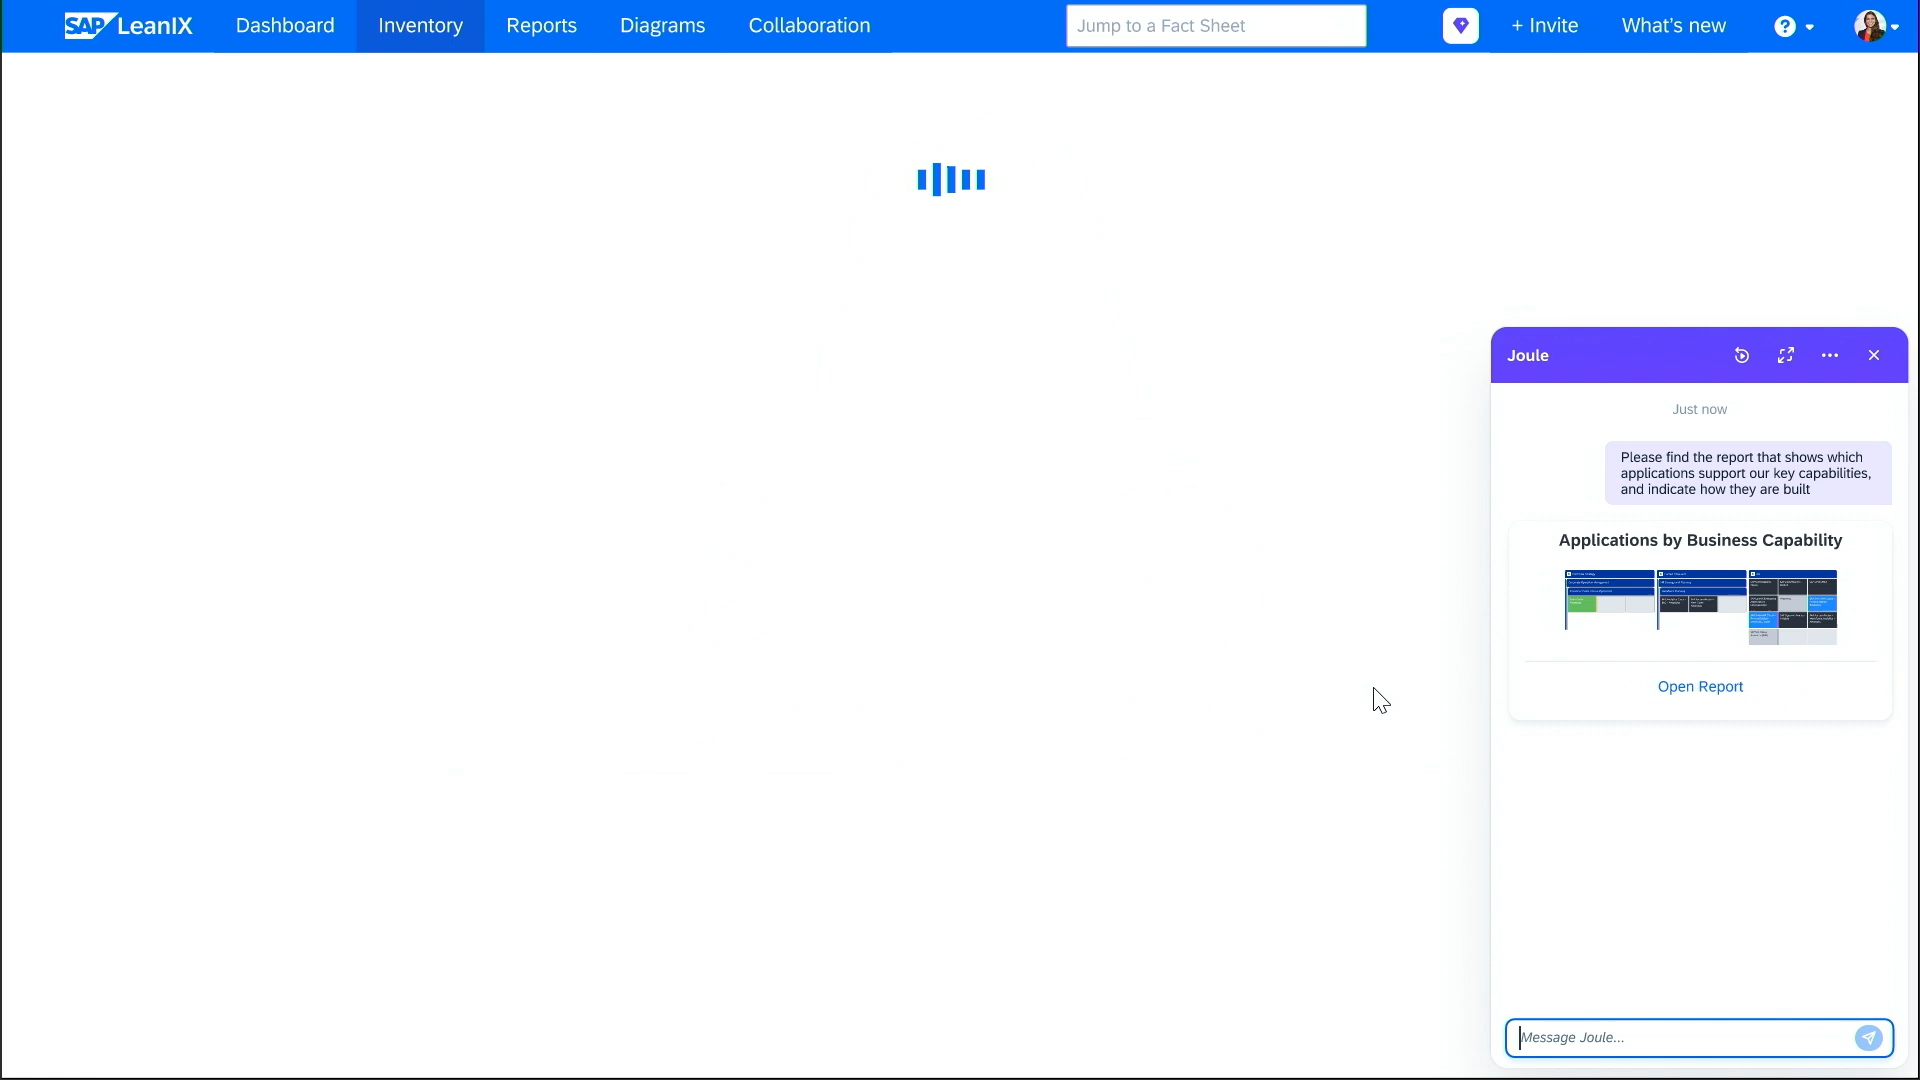 SAP LeanIX
Dashboard
Inventory
Reports
Diagrams
Collaboration
Jump to a Fact Sheet
+ Invite
What's new
?
Joule
Just now
Please find the report that shows which
applications support our key capabilities,
and indicate how they are built
Applications by Business Capability
Open Report
Message Joule...